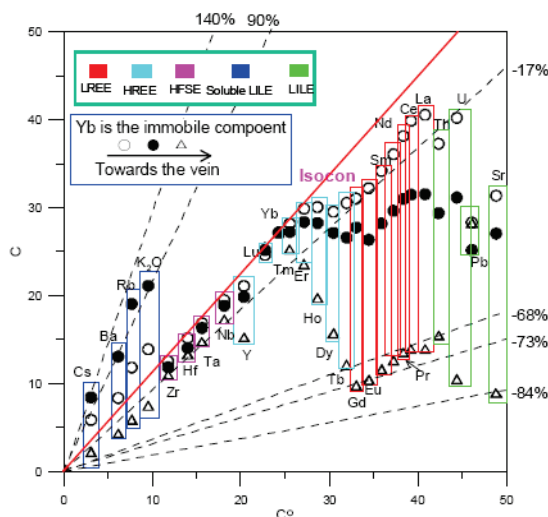 140% 90%
50
40
30
20
10
0
C
LREE HREE HFSE Soluble LILE LILE
Yb is the immobile compoent
Towards the vein
Isocon
-17%
-68%
-73%
-84%
Cs
Ba
Rb
K2O
Zr
Hf
Ta
Nb
Y
Lu
Yb
Tm
Er
Ho
Dy
Tb
Gd
Eu
Sm
Nd
Pr
Ce
La
Th
U
Pb
Sr
0 10 20 30 40 50
Cº